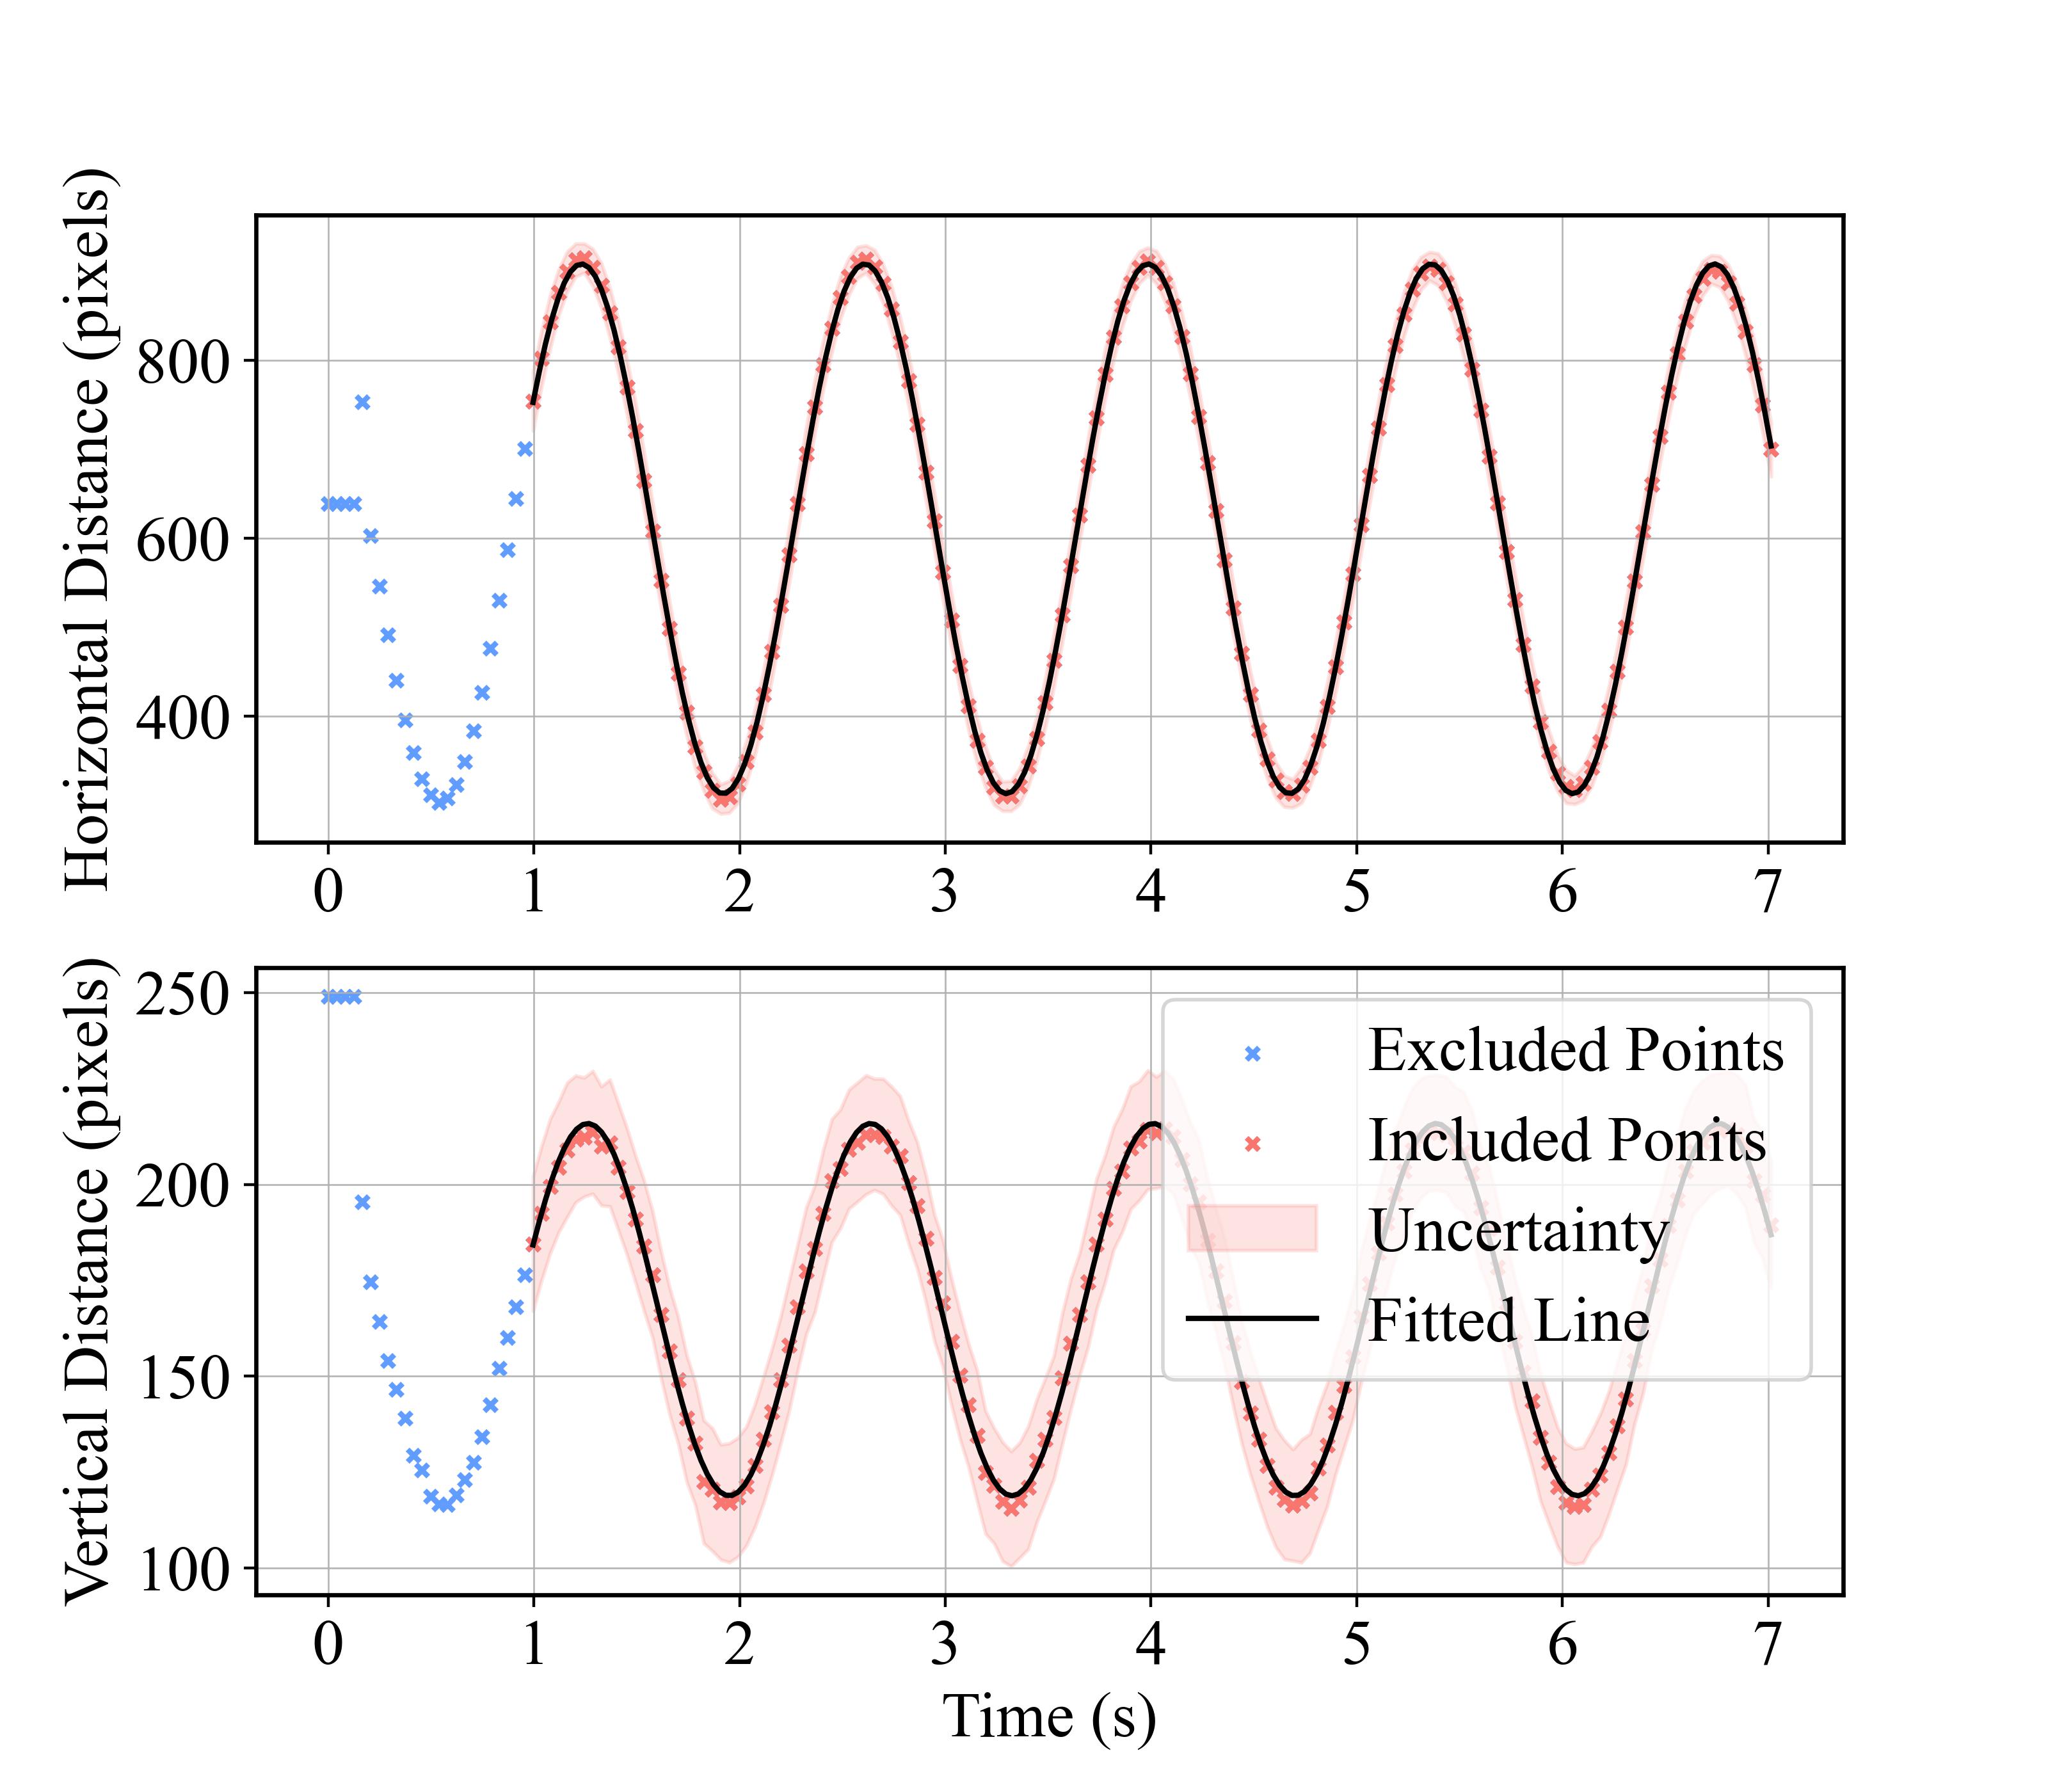 Horizontal Distance (pixels)
800
600
400
0 1 2 3 4 5 6 7
Vertical Distance (pixels)
250
200
150
100
Excluded Points
Included Ponits
Uncertainty
Fitted Line
0 1 2 3 4 5 6 7
Time (s)